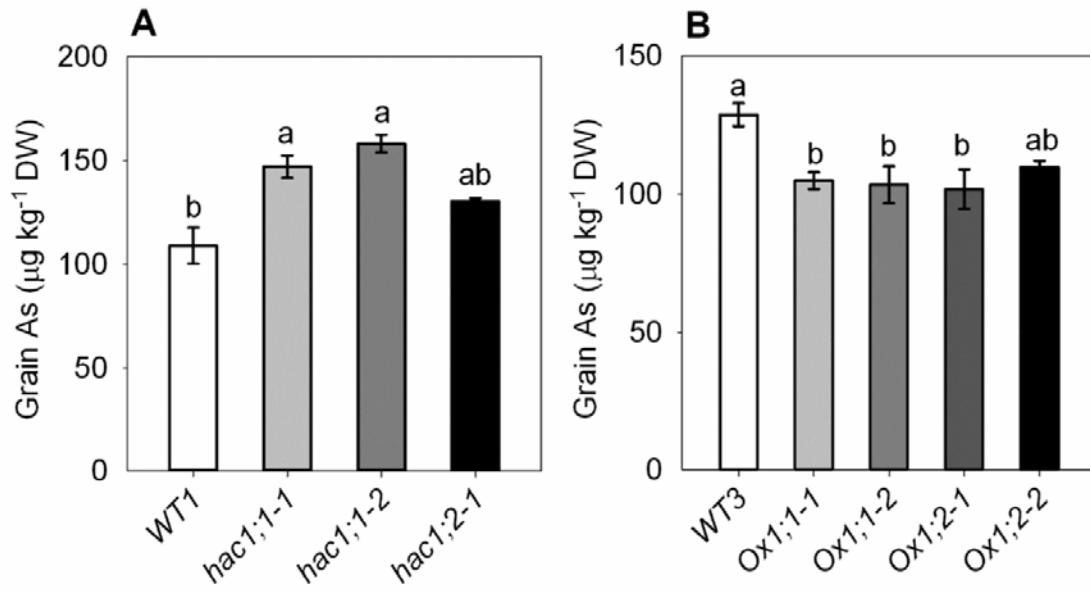 A
Grain As (μg kg⁻¹ DW)
200
150
100
50
0
b
a
a
ab
WT1
hac1;1-1
hac1;1-2
hac1;2-1
B
Grain As (μg kg⁻¹ DW)
150
100
50
0
a
b
b
b
ab
WT3
Ox1;1-1
Ox1;1-2
Ox1;2-1
Ox1;2-2